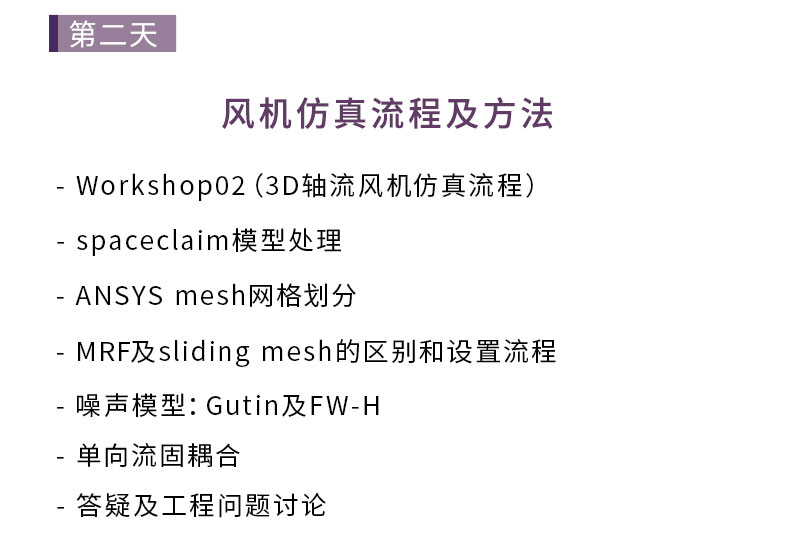 第二天
风机仿真流程及方法
- Workshop02（3D轴流风机仿真流程）
- spaceclaim模型处理
- ANSYS mesh网格划分
- MRF及sliding mesh的区别和设置流程
- 噪声模型：Gutin及FW-H
- 单向流固耦合
- 答疑及工程问题讨论